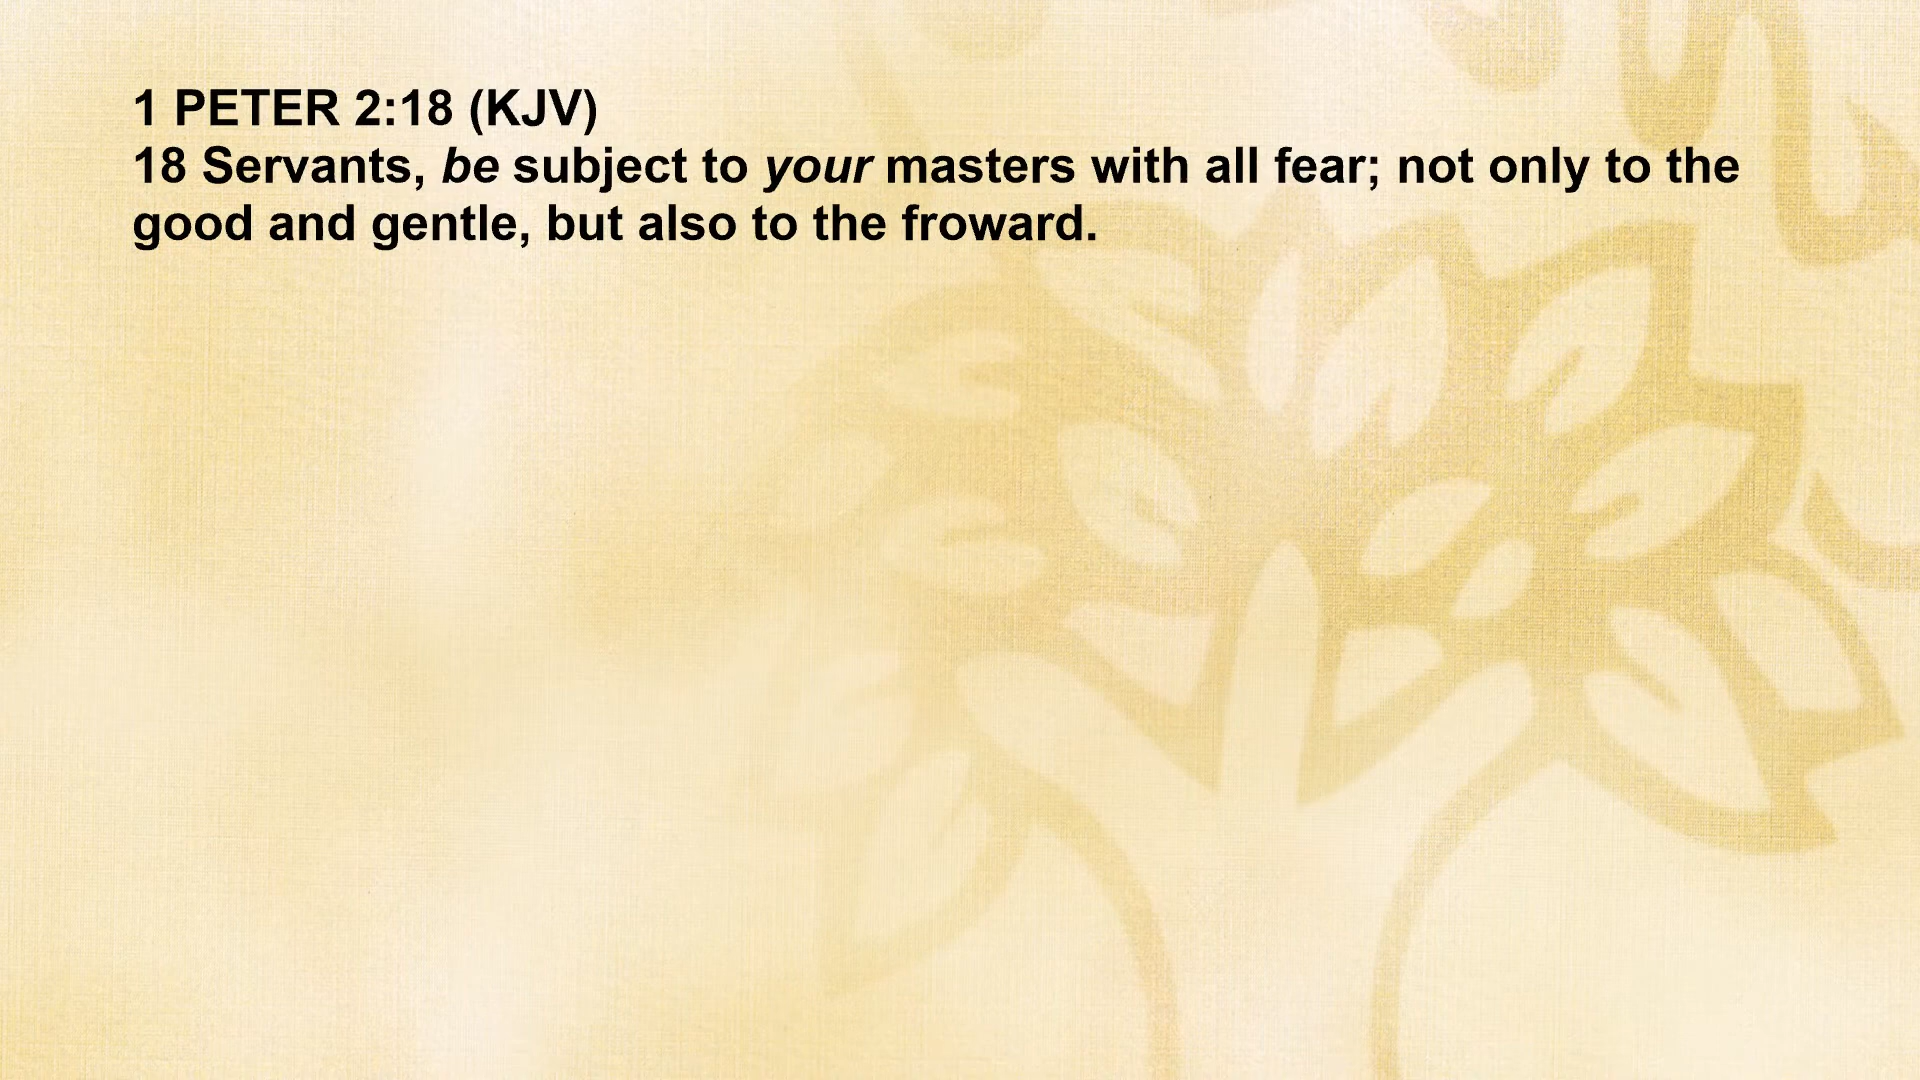 1 PETER 2:18 (KJV)
18 Servants, be subject to your masters with all fear; not only to the
good and gentle, but also to the froward.